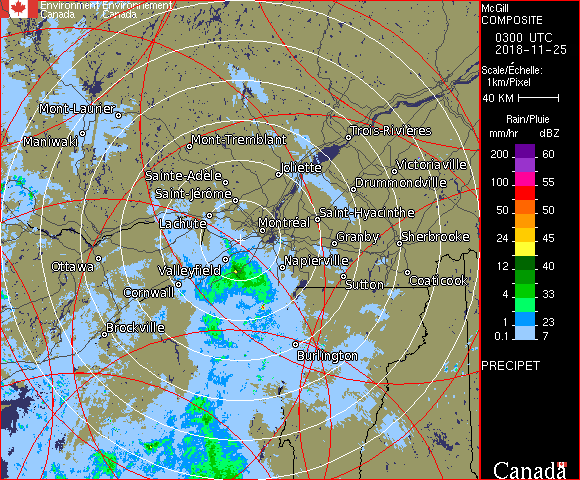 Environment Environment
Canada Canada
McGill
COMPOSITE
0300 UTC
2018-11-25
Scale/Échelle:
1km/Pixel
40 KM
Rain/Pluie
mm/hr dBZ
200 60
100 55
50 50
24 45
12 40
4 33
1 23
0.1 7
PRECIPET
Canada
Mont-Laurier
Maniwaki
Mont-Tremblant
Trois-Rivières
Sainte-Adèle
Joliette
Victoriaville
Saint-Jérôme
Drummondville
Lachute
Montréal
Saint-Hyacinthe
Granby
Sherbrooke
Ottawa
Valleyfield
Napierville
Cornwall
Sutton
Coaticook
Brockville
Burlington